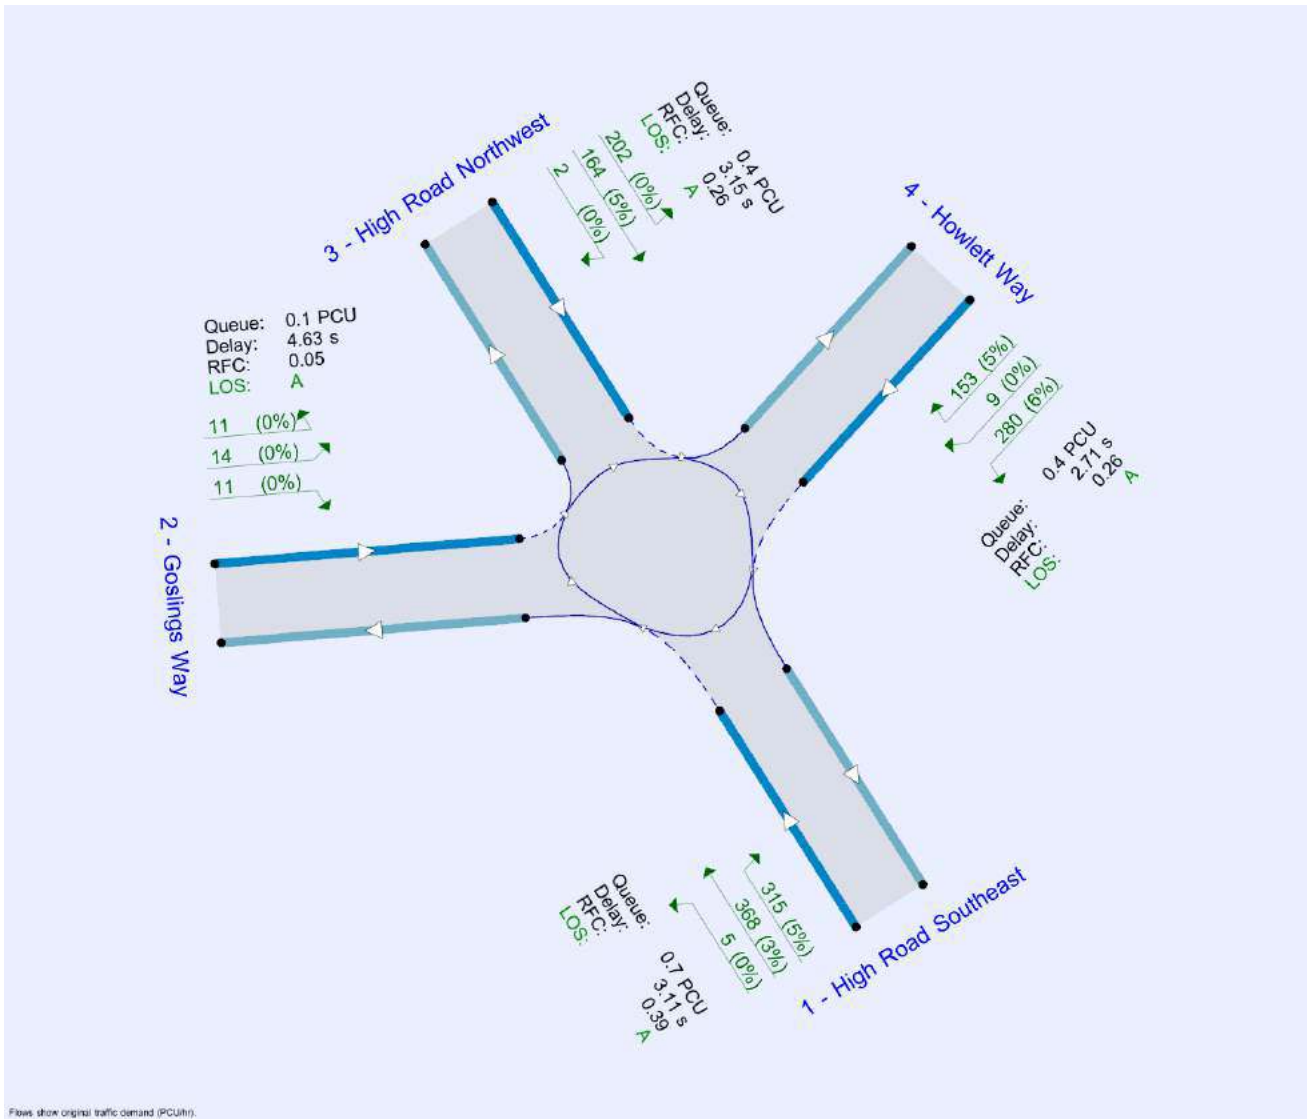 3 - High Road Northwest
Queue: 0.4 PCU
Delay: 3.15 s
RFC: 0.26
LOS: A
202 (0%)
164 (5%)
2 (0%)
4 - Howlett Way
153 (5%)
9 (0%)
280 (6%)
Queue: 0.4 PCU
Delay: 2.71 s
RFC: 0.26
LOS: A
Queue: 0.1 PCU
Delay: 4.63 s
RFC: 0.05
LOS: A
11 (0%)
14 (0%)
11 (0%)
2 - Goslings Way
315 (5%)
368 (3%)
5 (0%)
Queue: 0.7 PCU
Delay: 3.11 s
RFC: 0.39
LOS: A
1 - High Road Southeast
Flows show original traffic demand (PCU/hr).